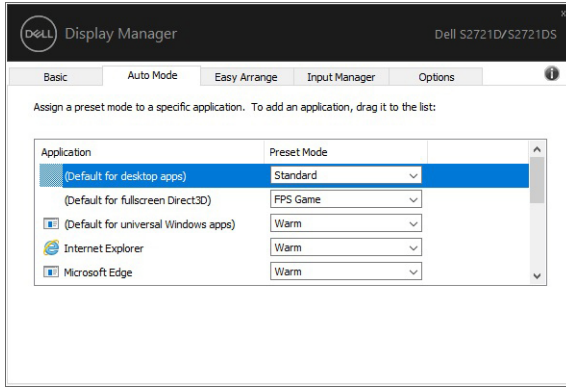 DELL Display Manager Dell S2721D/S2721DS
Basic Auto Mode Easy Arrange Input Manager Options
Assign a preset mode to a specific application. To add an application, drag it to the list:
Application Preset Mode
(Default for desktop apps) Standard
(Default for fullscreen Direct3D) FPS Game
(Default for universal Windows apps) Warm
Internet Explorer Warm
Microsoft Edge Warm